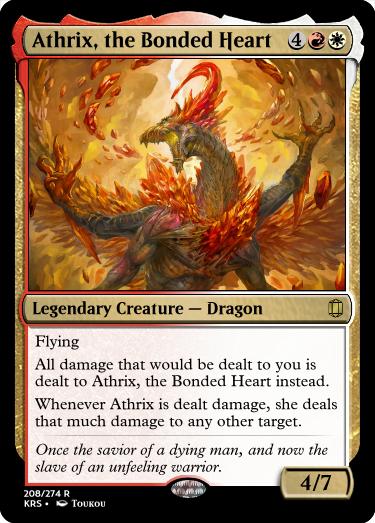 Athrix, the Bonded Heart 4
Legendary Creature — Dragon
Flying
All damage that would be dealt to you is
dealt to Athrix, the Bonded Heart instead.
Whenever Athrix is dealt damage, she deals
that much damage to any other target.
Once the savior of a dying man, and now the
slave of an unfeeling warrior.
4/7
208/274 R
KRS • Toukou